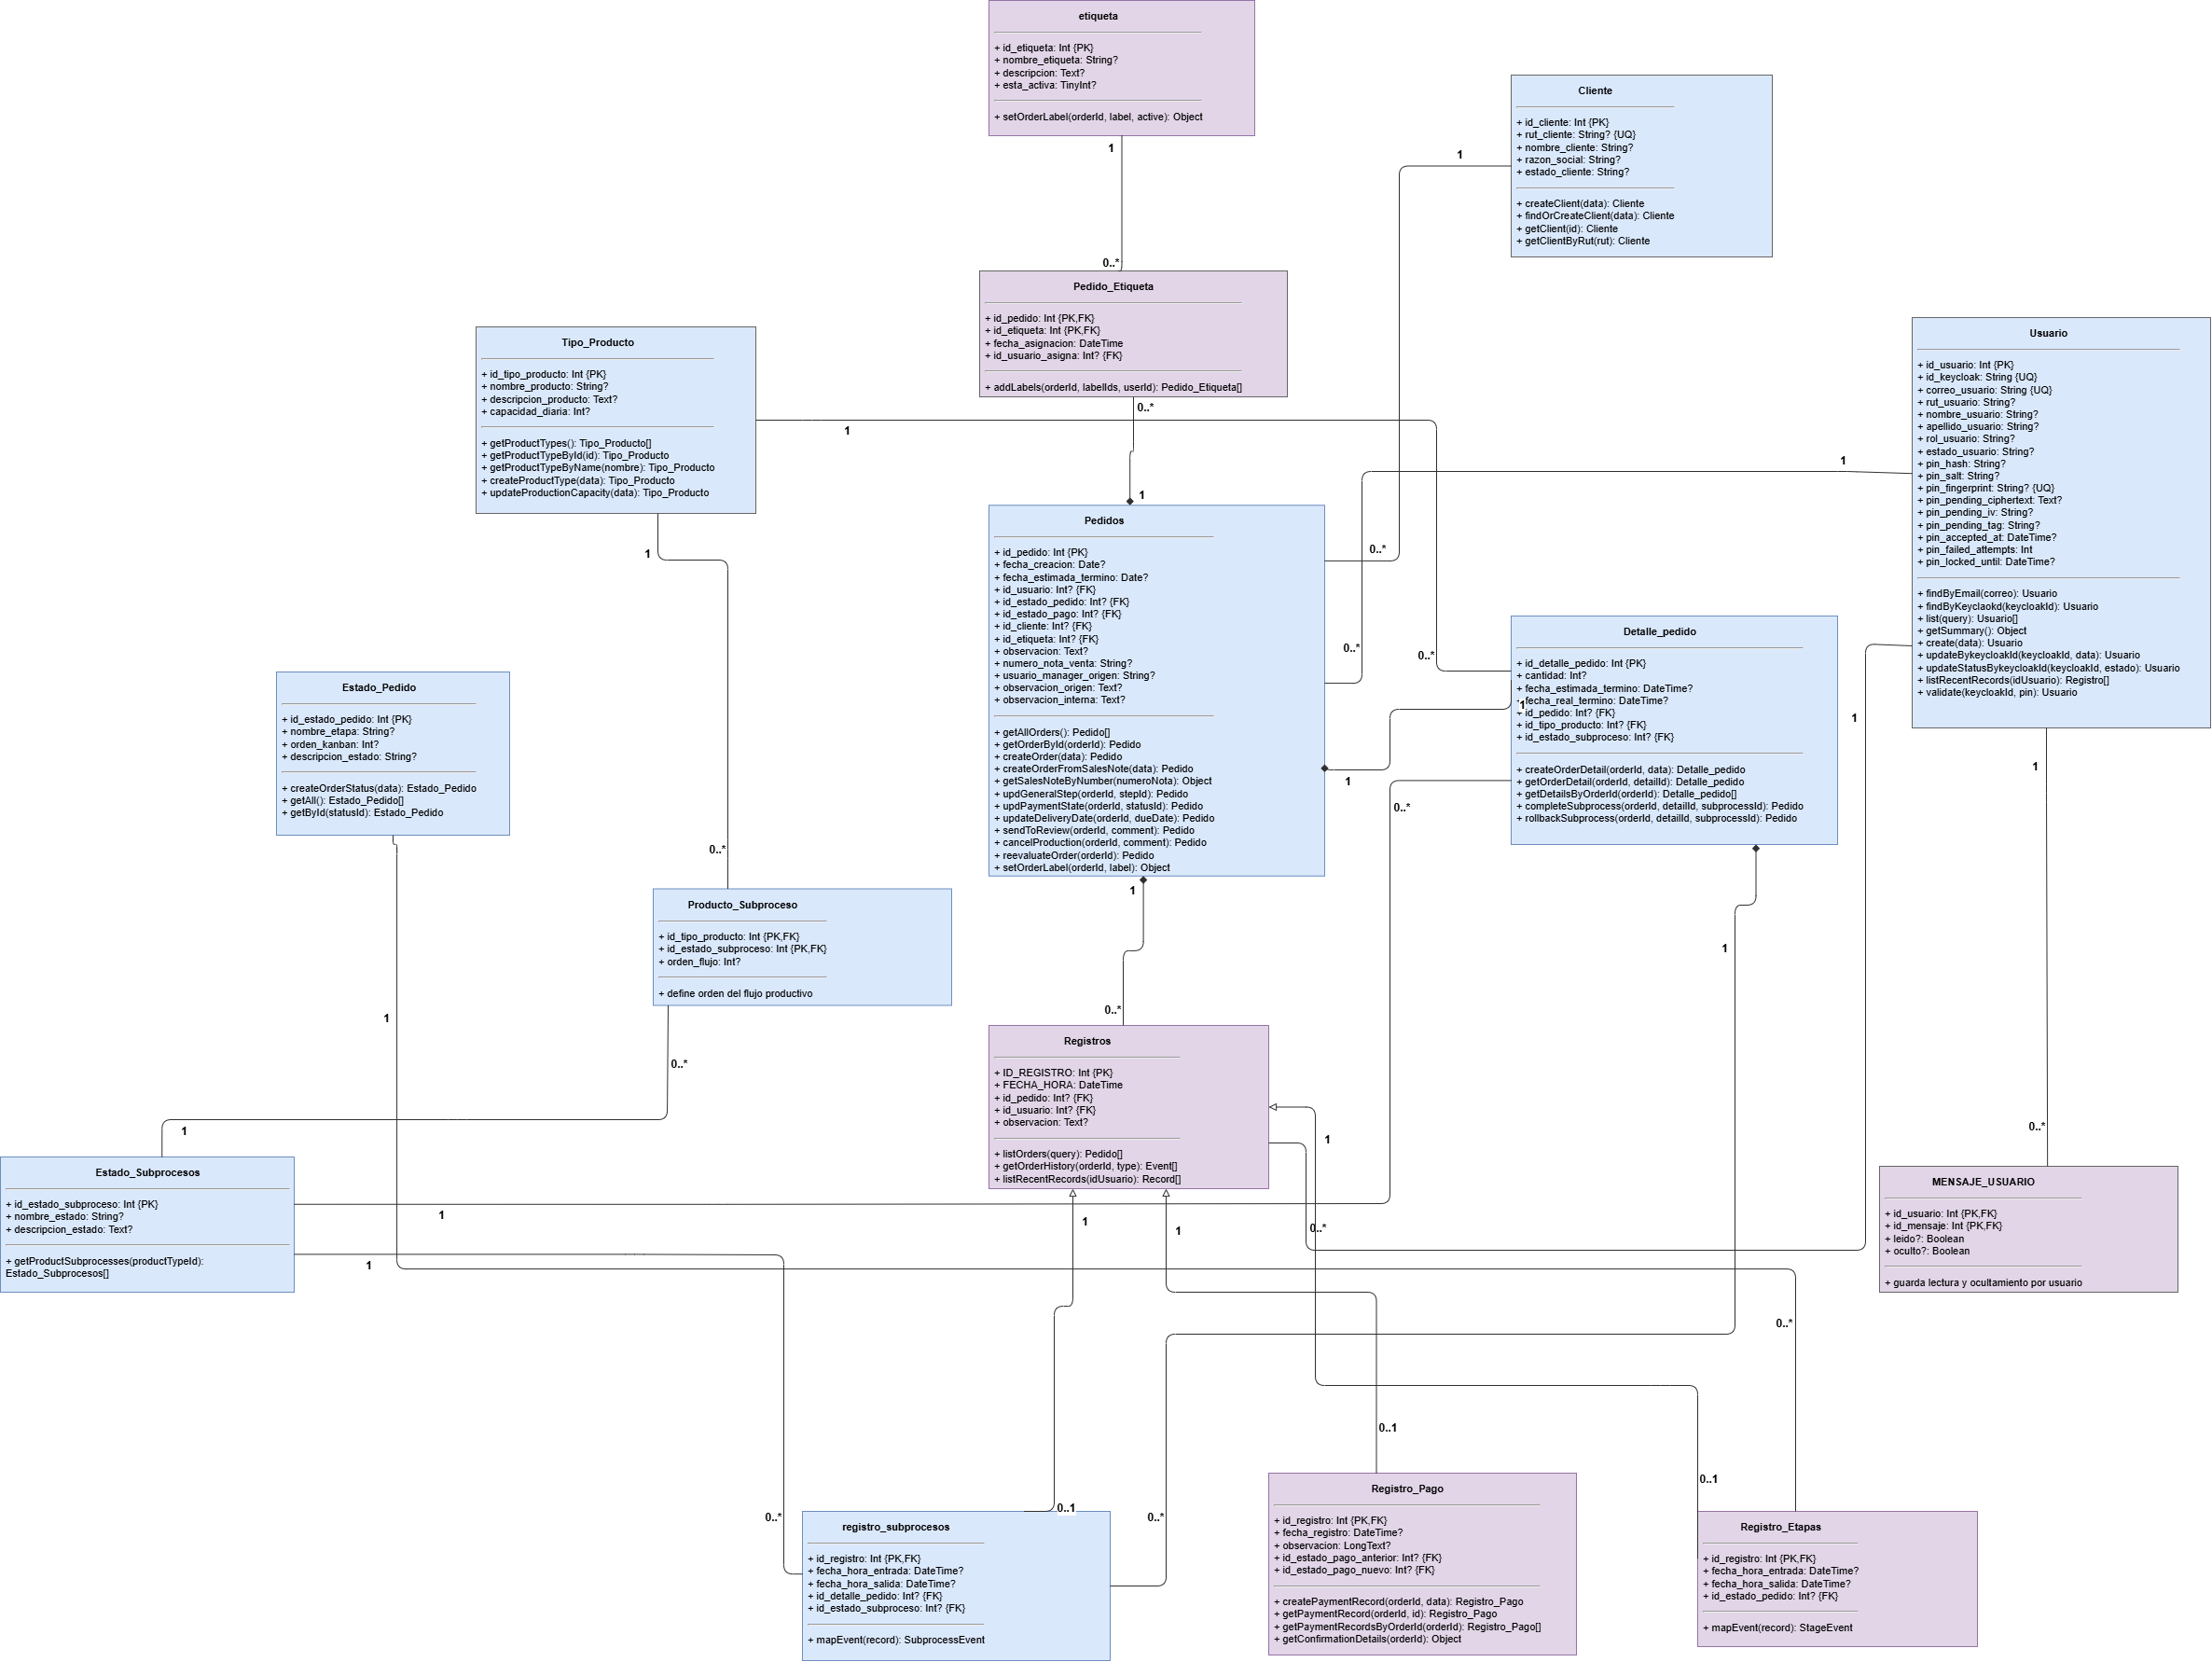 etiqueta
+ id_etiqueta: Int {PK}
+ nombre_etiqueta: String?
+ descripcion: Text?
+ esta_activa: TinyInt?
+ setOrderLabel(orderId, label, active): Object
1
0..*
Cliente
+ id_cliente: Int {PK}
+ rut_cliente: String? {UQ}
+ nombre_cliente: String?
+ razon_social: String?
+ estado_cliente: String?
+ createClient(data): Cliente
+ findOrCreateClient(data): Cliente
+ getClient(id): Cliente
+ getClientByRut(rut): Cliente
1
0..*
Pedido_Etiqueta
+ id_pedido: Int {PK,FK}
+ id_etiqueta: Int {PK,FK}
+ fecha_asignacion: DateTime
+ id_usuario_asigna: Int? {FK}
+ addLabels(orderId, labelIds, userId): Pedido_Etiqueta[]
0..*
1
Tipo_Producto
+ id_tipo_producto: Int {PK}
+ nombre_producto: String?
+ descripcion_producto: Text?
+ capacidad_diaria: Int?
+ getProductTypes(): Tipo_Producto[]
+ getProductTypeById(id): Tipo_Producto
+ getProductTypeByName(nombre): Tipo_Producto
+ createProductType(data): Tipo_Producto
+ updateProductionCapacity(data): Tipo_Producto
1
0..*
1
0..*
Usuario
+ id_usuario: Int {PK}
+ id_keycloak: String {UQ}
+ correo_usuario: String {UQ}
+ rut_usuario: String?
+ nombre_usuario: String?
+ apellido_usuario: String?
+ rol_usuario: String?
+ estado_usuario: String?
+ pin_hash: String?
+ pin_salt: String?
+ pin_fingerprint: String? {UQ}
+ pin_pending_ciphertext: Text?
+ pin_pending_iv: String?
+ pin_pending_tag: String?
+ pin_accepted_at: DateTime?
+ pin_failed_attempts: Int
+ pin_locked_until: DateTime?
+ findByEmail(correo): Usuario
+ findByKeyclaokd(keycloakId): Usuario
+ list(query): Usuario[]
+ getSummary(): Object
+ create(data): Usuario
+ updateBykeycloakId(keycloakId, data): Usuario
+ updateStatusBykeycloakId(keycloakId, estado): Usuario
+ listRecentRecords(idUsuario): Registro[]
+ validate(keycloakId, pin): Usuario
1
0..*
1
1
0..*
Pedidos
+ id_pedido: Int {PK}
+ fecha_creacion: Date?
+ fecha_estimada_termino: Date?
+ id_usuario: Int? {FK}
+ id_estado_pedido: Int? {FK}
+ id_estado_pago: Int? {FK}
+ id_cliente: Int? {FK}
+ id_etiqueta: Int? {FK}
+ observacion: Text?
+ numero_nota_venta: String?
+ usuario_manager_origen: String?
+ observacion_origen: Text?
+ observacion_interna: Text?
+ getAllOrders(): Pedido[]
+ getOrderById(orderId): Pedido
+ createOrder(data): Pedido
+ createOrderFromSalesNote(data): Pedido
+ getSalesNoteByNumber(numeroNota): Object
+ updGeneralStep(orderId, stepId): Pedido
+ updPaymentState(orderId, statusId): Pedido
+ updateDeliveryDate(orderId, dueDate): Pedido
+ sendToReview(orderId, comment): Pedido
+ cancelProduction(orderId, comment): Pedido
+ reevaluateOrder(orderId): Pedido
+ setOrderLabel(orderId, label): Object
1
1
1
0..*
Detalle_pedido
+ id_detalle_pedido: Int {PK}
+ cantidad: Int?
+ fecha_estimada_termino: DateTime?
+ fecha_real_termino: DateTime?
+ id_pedido: Int? {FK}
+ id_tipo_producto: Int? {FK}
+ id_estado_subproceso: Int? {FK}
+ createOrderDetail(orderId, data): Detalle_pedido
+ getOrderDetail(orderId, detailId): Detalle_pedido
+ getDetailsByOrderId(orderId): Detalle_pedido[]
+ completeSubprocess(orderId, detailId, subprocessId): Pedido
+ rollbackSubprocess(orderId, detailId, subprocessId): Pedido
0..*
1
Estado_Pedido
+ id_estado_pedido: Int {PK}
+ nombre_etapa: String?
+ orden_kanban: Int?
+ descripcion_estado: String?
+ createOrderStatus(data): Estado_Pedido
+ getAll(): Estado_Pedido[]
+ getById(statusId): Estado_Pedido
1
Producto_Subproceso
+ id_tipo_producto: Int {PK,FK}
+ id_estado_subproceso: Int {PK,FK}
+ orden_flujo: Int?
+ define orden del flujo productivo
0..*
1
Registros
+ ID_REGISTRO: Int {PK}
+ FECHA_HORA: DateTime
+ id_pedido: Int? {FK}
+ id_usuario: Int? {FK}
+ observacion: Text?
+ listOrders(query): Pedido[]
+ getOrderHistory(orderId, type): Event[]
+ listRecentRecords(idUsuario): Record[]
1
1
1
0..*
Estado_Subprocesos
+ id_estado_subproceso: Int {PK}
+ nombre_estado: String?
+ descripcion_estado: Text?
+ getProductSubprocesses(productTypeId):
Estado_Subprocesos[]
1
1
MENSAJE_USUARIO
+ id_usuario: Int {PK,FK}
+ id_mensaje: Int {PK,FK}
+ leido?: Boolean
+ oculto?: Boolean
+ guarda lectura y ocultamiento por usuario
0..*
0..1
0..1
0..*
0..1
0..*
registro_subprocesos
+ id_registro: Int {PK,FK}
+ fecha_hora_entrada: DateTime?
+ fecha_hora_salida: DateTime?
+ id_detalle_pedido: Int? {FK}
+ id_estado_subproceso: Int? {FK}
+ mapEvent(record): SubprocessEvent
Registro_Pago
+ id_registro: Int {PK,FK}
+ fecha_registro: DateTime?
+ observacion: LongText?
+ id_estado_pago_anterior: Int? {FK}
+ id_estado_pago_nuevo: Int? {FK}
+ createPaymentRecord(orderId, data): Registro_Pago
+ getPaymentRecord(orderId, id): Registro_Pago
+ getPaymentRecordsByOrderId(orderId): Registro_Pago[]
+ getConfirmationDetails(orderId): Object
Registro_Etapas
+ id_registro: Int {PK,FK}
+ fecha_hora_entrada: DateTime?
+ fecha_hora_salida: DateTime?
+ id_estado_pedido: Int? {FK}
+ mapEvent(record): StageEvent